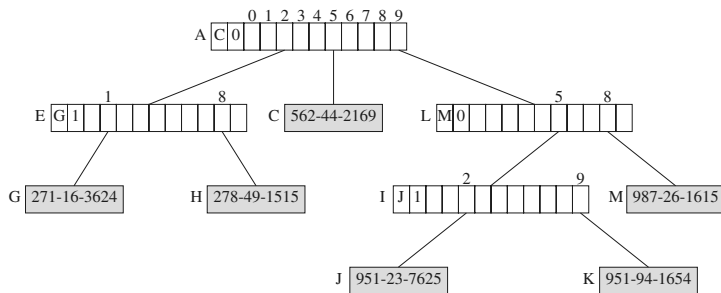 0 1 2 3 4 5 6 7 8 9
A C 0
1 8 5 8
E G 1 C 562-44-2169 L M 0
2 9
G 271-16-3624 H 278-49-1515 I J 1 M 987-26-1615
J 951-23-7625 K 951-94-1654